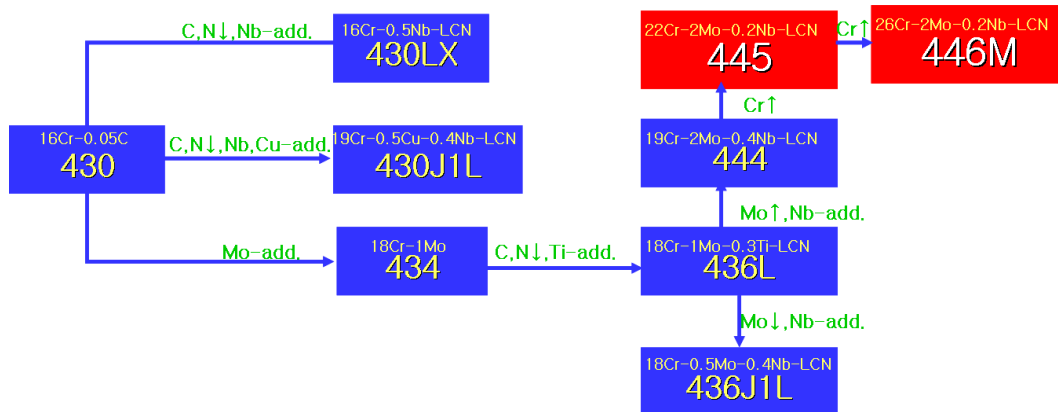 C,N↓,Nb-add.
16Cr-0.5Nb-LCN
430LX
22Cr-2Mo-0.2Nb-LCN
445
Cr↑
26Cr-2Mo-0.2Nb-LCN
446M
Cr↑
16Cr-0.05C
430
C,N↓,Nb,Cu-add.
19Cr-0.5Cu-0.4Nb-LCN
430J1L
19Cr-2Mo-0.4Nb-LCN
444
Mo↑,Nb-add.
Mo-add.
18Cr-1Mo
434
C,N↓,Ti-add.
18Cr-1Mo-0.3Ti-LCN
436L
Mo↓,Nb-add.
18Cr-0.5Mo-0.4Nb-LCN
436J1L